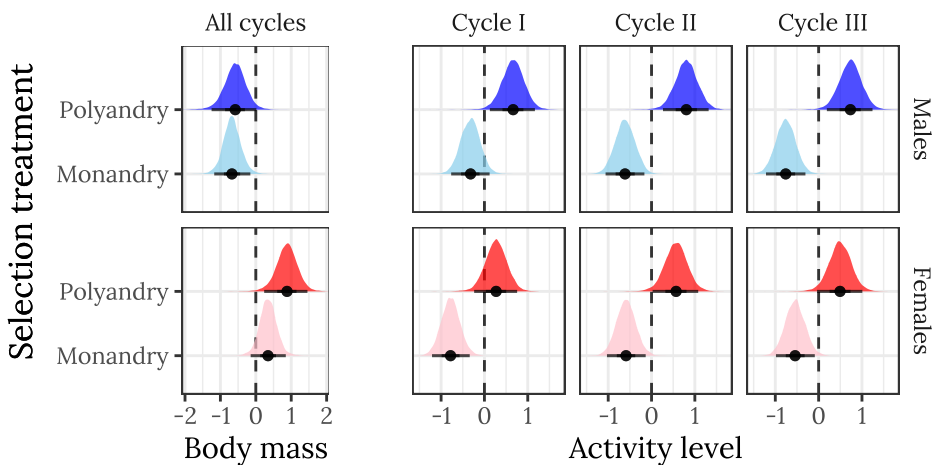 All cycles
Cycle I
Cycle II
Cycle III
Selection treatment
Polyandry
Monandry
Males
Polyandry
Monandry
Females
-2 -1 0 1 2
-1 0 1
-1 0 1
-1 0 1
Body mass
Activity level